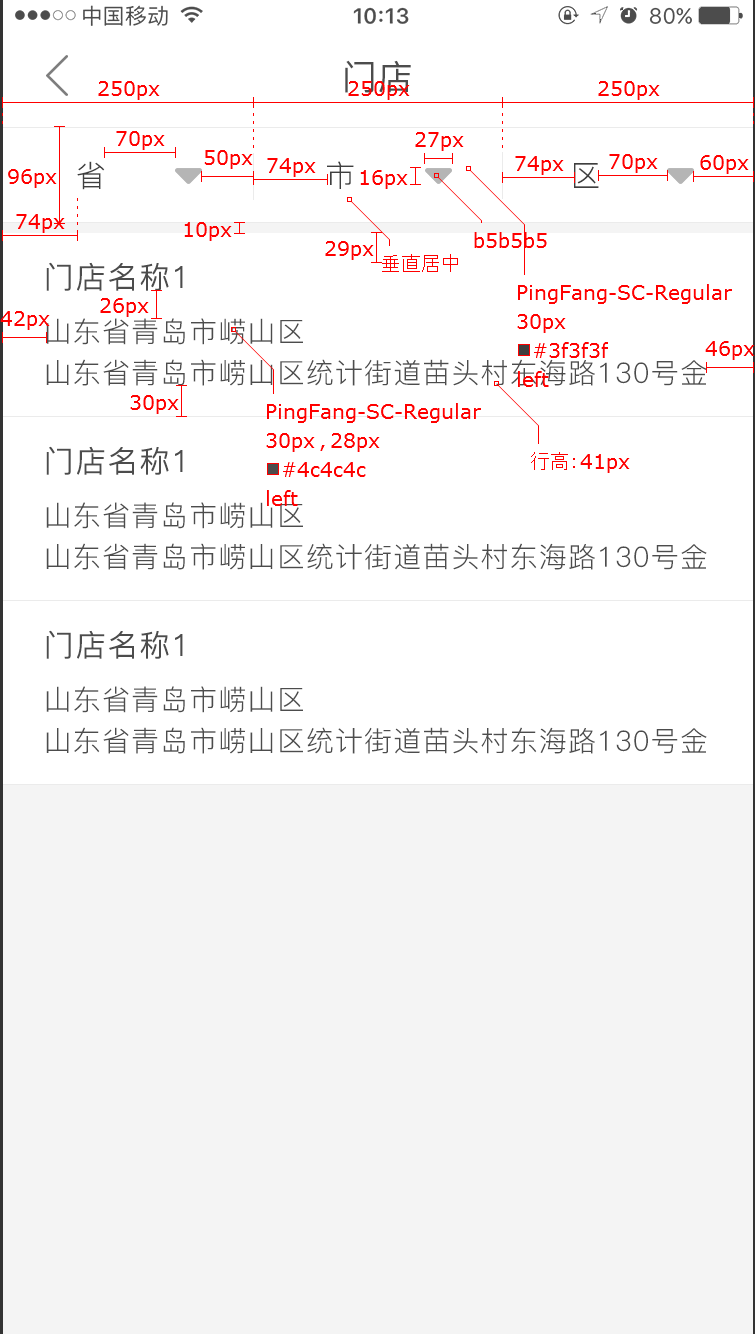 中国移动 10:13 80%
门店
250px 250px 250px
70px 27px
96px 省 50px 74px 市 16px 74px 区 70px 60px
74px 10px 29px 垂直居中 b5b5b5
门店名称1
PingFang-SC-Regular
30px
#3f3f3f
left
26px
42px 山东省青岛市崂山区
46px
山东省青岛市崂山区统计街道苗头村东海路130号金
30px
PingFang-SC-Regular
30px,28px
#4c4c4c
left
行高:41px
门店名称1
山东省青岛市崂山区
山东省青岛市崂山区统计街道苗头村东海路130号金
门店名称1
山东省青岛市崂山区
山东省青岛市崂山区统计街道苗头村东海路130号金